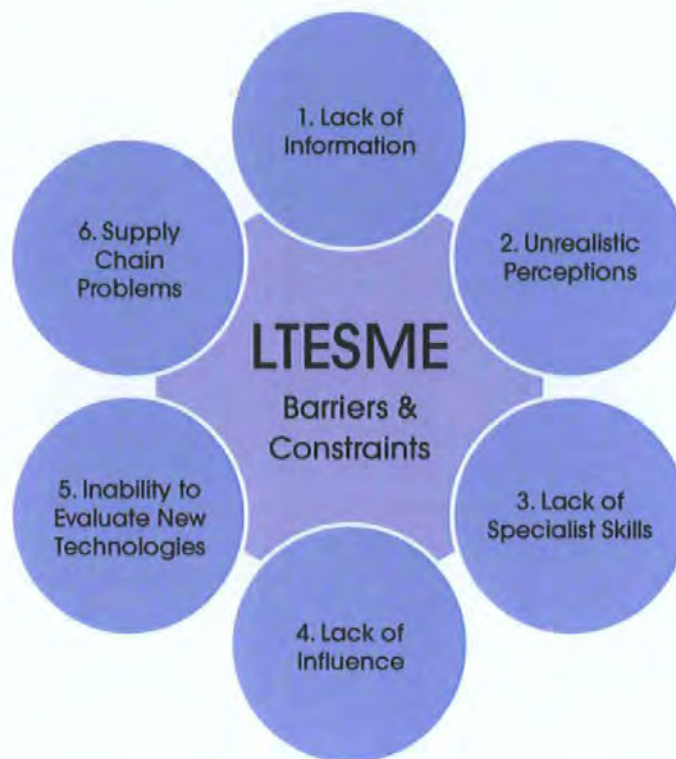 1. Lack of
Information
2. Unrealistic
Perceptions
3. Lack of
Specialist Skills
4. Lack of
Influence
5. Inability to
Evaluate New
Technologies
6. Supply
Chain
Problems
LTESME
Barriers &
Constraints